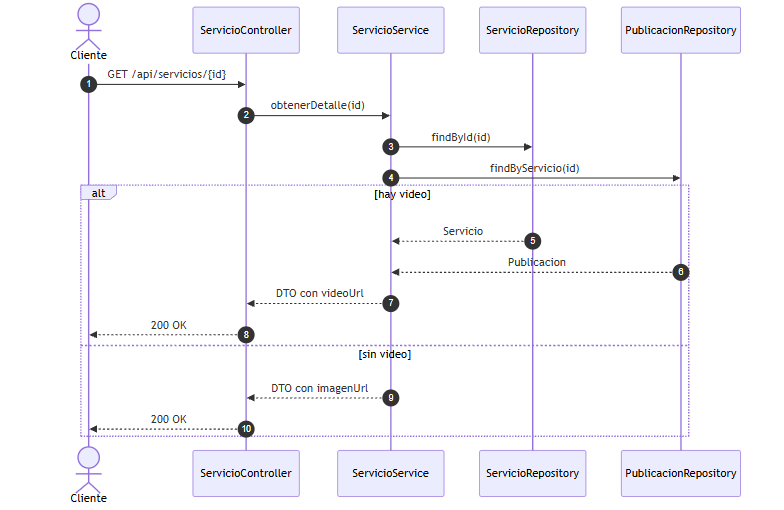 Cliente
ServicioController
ServicioService
ServicioRepository
PublicacionRepository
1
GET /api/servicios/{id}
2
obtenerDetalle(id)
3
findById(id)
4
findByServicio(id)
alt
[hay video]
Servicio
5
Publicacion
6
DTO con videoUrl
7
200 OK
8
[sin video]
DTO con imagenUrl
9
200 OK
10
Cliente
ServicioController
ServicioService
ServicioRepository
PublicacionRepository